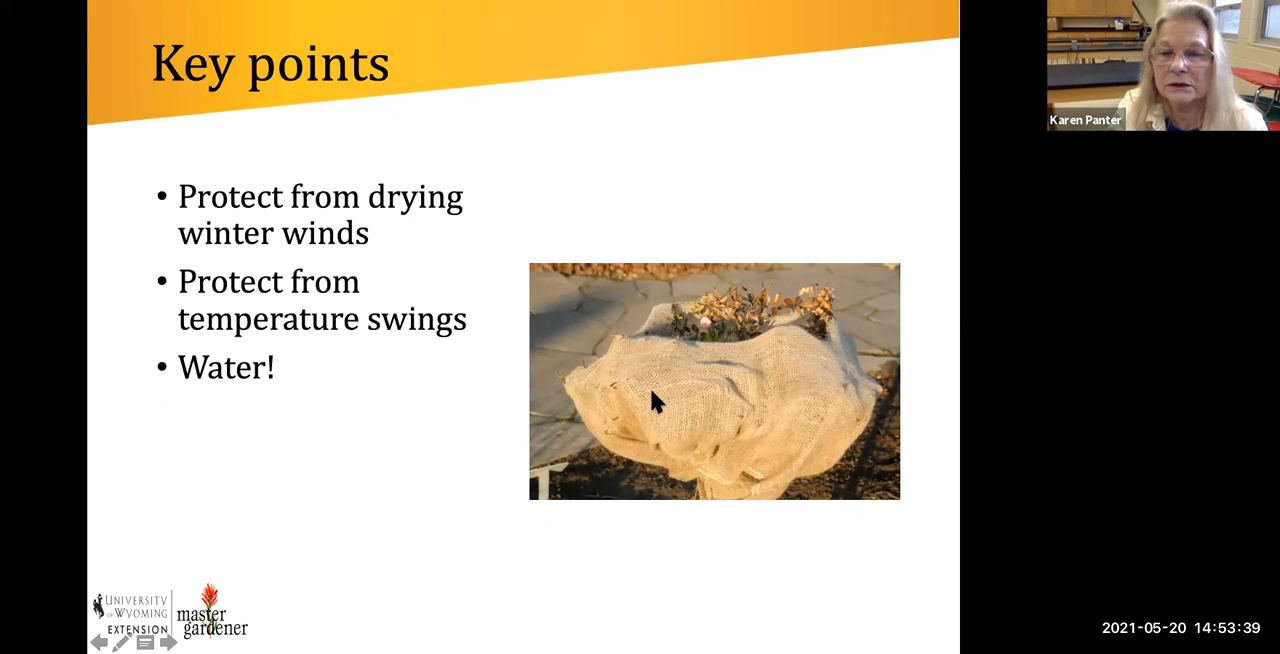 Key points
Karen Panter
• Protect from drying
winter winds
• Protect from
temperature swings
• Water!
UNIVERSITY
OF WYOMING
EXTENSION
master
gardener
2021-05-20 14:53:39